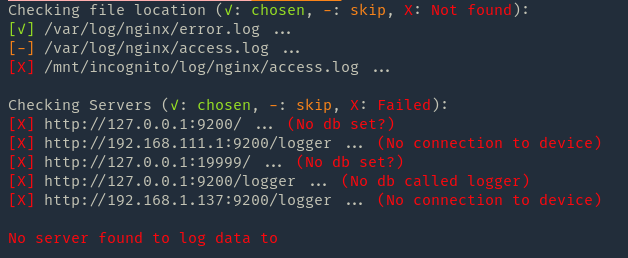 Checking file location (√: chosen, -: skip, X: Not found):
[√] /var/log/nginx/error.log ...
[-] /var/log/nginx/access.log ...
[X] /mnt/incognito/log/nginx/access.log ...
Checking Servers (√: chosen, -: skip, X: Failed):
[X] http://127.0.0.1:9200/ ... (No db set?)
[X] http://192.168.111.1:9200/logger ... (No connection to device)
[X] http://127.0.0.1:19999/ ... (No db set?)
[X] http://127.0.0.1:9200/logger ... (No db called logger)
[X] http://192.168.1.137:9200/logger ... (No connection to device)
No server found to log data to